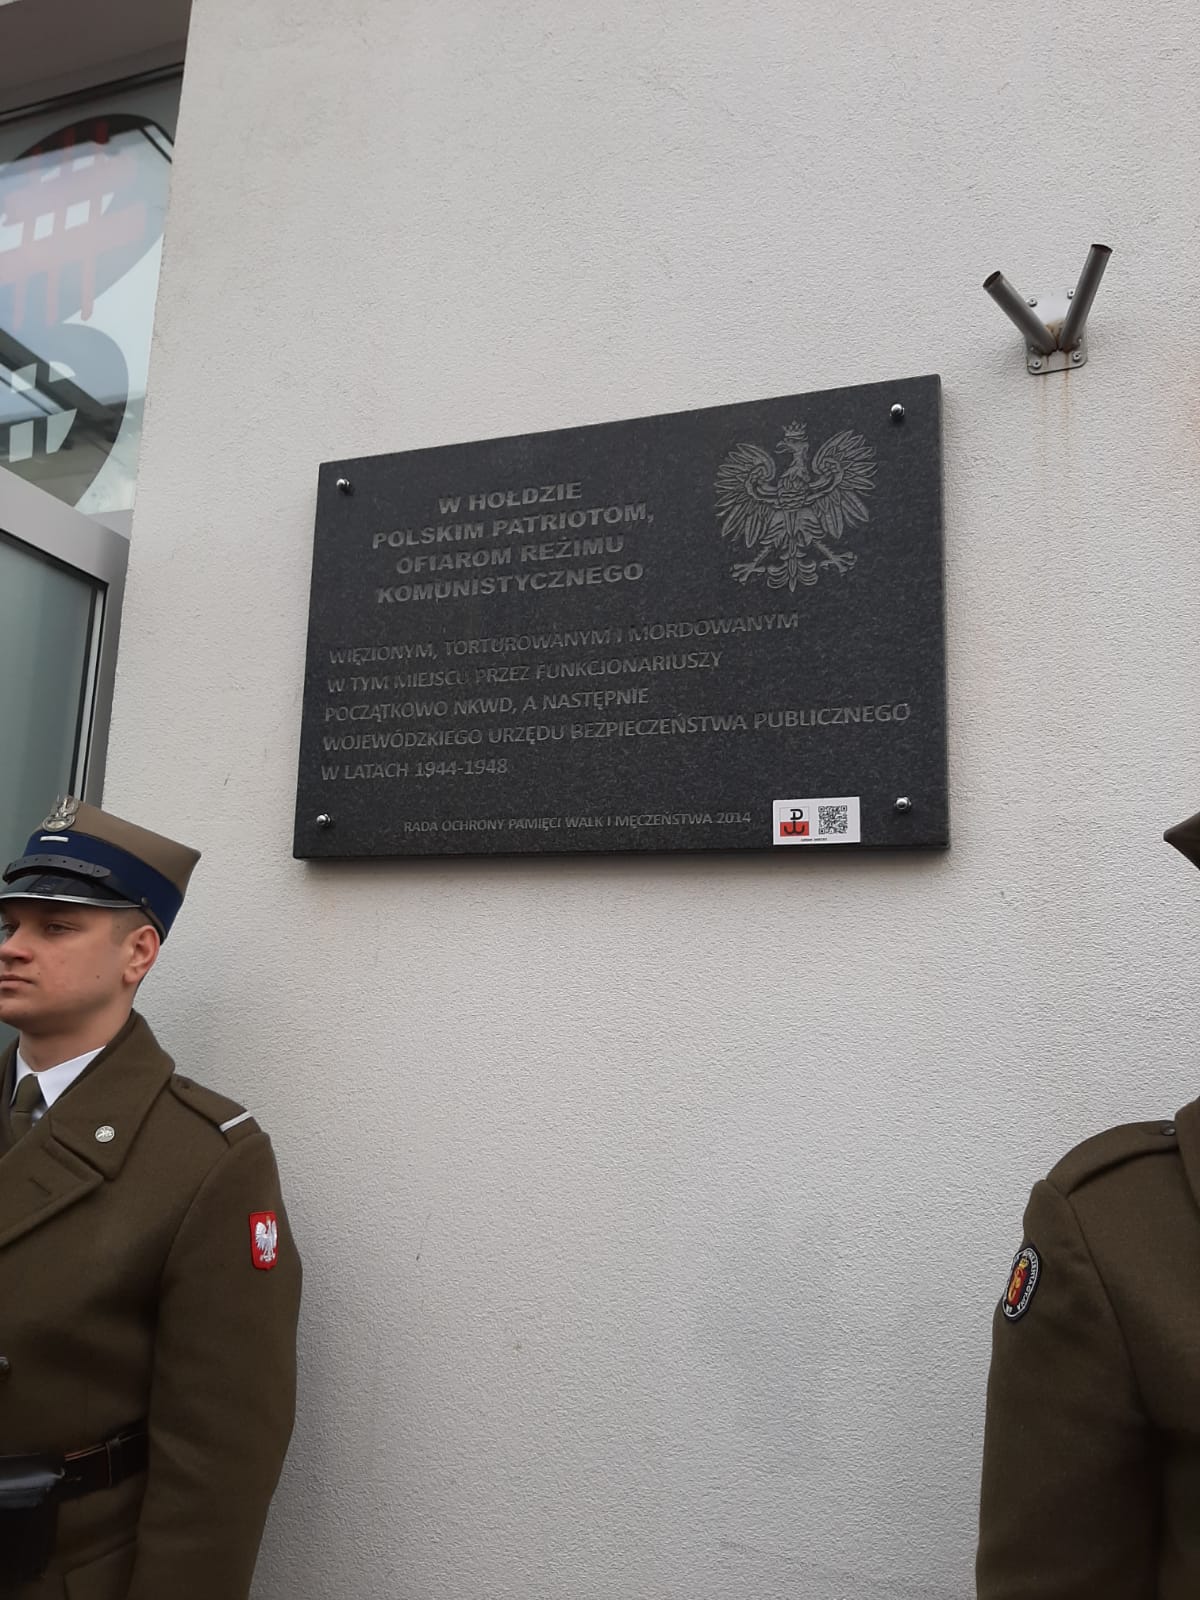 W HOŁDZIE
POLSKIM PATRIOTOM,
OFIAROM REŻIMU
KOMUNISTYCZNEGO
WIĘZIONYM, TORTUROWANYM I MORDOWANYM
W TYM MIEJSCU PRZEZ FUNKCJONARIUSZY
POCZĄTKOWO NKWD, A NASTĘPNIE
WOJEWÓDZKIEGO URZĘDU BEZPIECZEŃSTWA PUBLICZNEGO
W LATACH 1944-1948
RADA OCHRONY PAMIĘCI WALK I MĘCZEŃSTWA 2014